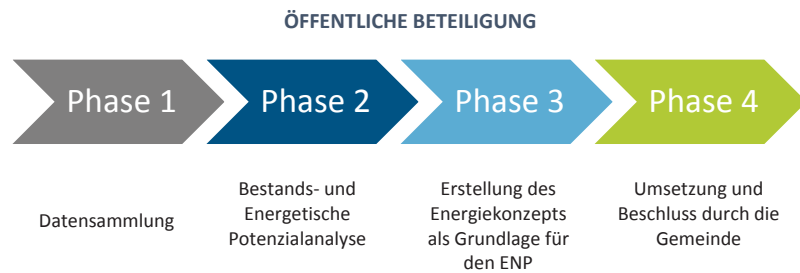 ÖFFENTLICHE BETEILIGUNG
Phase 1
Phase 2
Phase 3
Phase 4
Datensammlung
Bestands- und
Energetische
Potenzialanalyse
Erstellung des
Energiekonzepts
als Grundlage für
den ENP
Umsetzung und
Beschluss durch die
Gemeinde